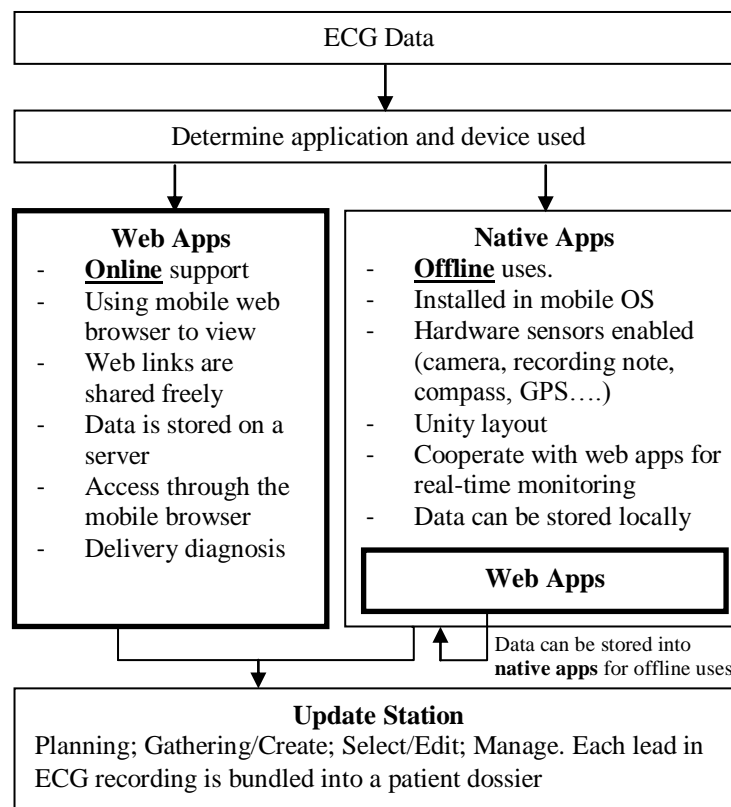 ECG Data
Determine application and device used
Web Apps
- Online support
- Using mobile web
browser to view
- Web links are
shared freely
- Data is stored on a
server
- Access through the
mobile browser
- Delivery diagnosis
Native Apps
- Offline uses.
- Installed in mobile OS
- Hardware sensors enabled
(camera, recording note,
compass, GPS….)
- Unity layout
- Cooperate with web apps for
real-time monitoring
- Data can be stored locally
Web Apps
Data can be stored into
native apps for offline uses
Update Station
Planning; Gathering/Create; Select/Edit; Manage. Each lead in
ECG recording is bundled into a patient dossier